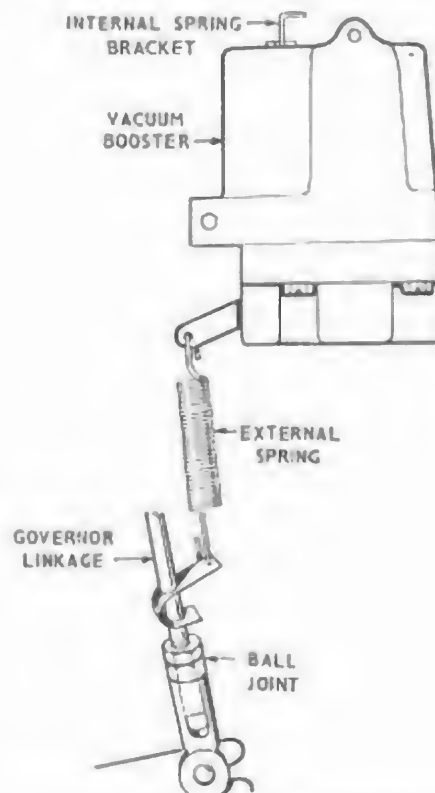 INTERNAL SPRING
BRACKET
VACUUM
BOOSTER
EXTERNAL
SPRING
GOVERNOR
LINKAGE
BALL
JOINT